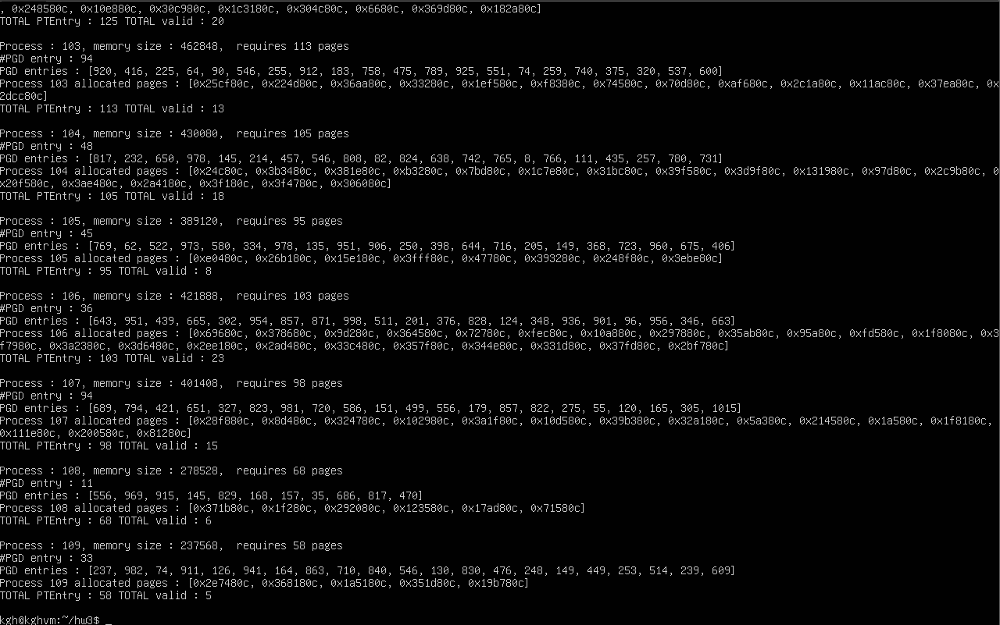 , 0x248580c, 0x10e880c, 0x30c980c, 0x1c3180c, 0x304c80c, 0x6680c, 0x369d80c, 0x182a80c]
TOTAL PTEntry : 125 TOTAL valid : 20

Process : 103, memory size : 462848,  requires 113 pages
#PGD entry : 94
PGD entries : [920, 416, 225, 64, 90, 546, 255, 912, 183, 758, 475, 789, 925, 551, 74, 259, 740, 375, 320, 537, 600]
Process 103 allocated pages : [0x25cf80c, 0x224d80c, 0x36aa80c, 0x33280c, 0x1ef580c, 0xf8380c, 0x74580c, 0x70d80c, 0xaf680c, 0x2c1a80c, 0x11ac80c, 0x37ea80c, 0x
2dcc80c]
TOTAL PTEntry : 113 TOTAL valid : 13

Process : 104, memory size : 430080,  requires 105 pages
#PGD entry : 48
PGD entries : [817, 232, 650, 978, 145, 214, 457, 546, 808, 82, 824, 638, 742, 765, 8, 766, 111, 435, 257, 780, 731]
Process 104 allocated pages : [0x24c80c, 0x3b3480c, 0x381e80c, 0xb3280c, 0x7bd80c, 0x1c7e80c, 0x31bc80c, 0x39f580c, 0x3d9f80c, 0x131980c, 0x97d80c, 0x2c9b80c, 0
x20f580c, 0x3ae480c, 0x2a4180c, 0x3f180c, 0x3f4780c, 0x306080c]
TOTAL PTEntry : 105 TOTAL valid : 18

Process : 105, memory size : 389120,  requires 95 pages
#PGD entry : 45
PGD entries : [769, 62, 522, 973, 580, 334, 978, 135, 951, 906, 250, 398, 644, 716, 205, 149, 368, 723, 960, 675, 406]
Process 105 allocated pages : [0xe0480c, 0x26b180c, 0x15e180c, 0x3fff80c, 0x47780c, 0x393280c, 0x248f80c, 0x3ebe80c]
TOTAL PTEntry : 95 TOTAL valid : 8

Process : 106, memory size : 421888,  requires 103 pages
#PGD entry : 36
PGD entries : [643, 951, 439, 665, 302, 954, 857, 871, 998, 511, 201, 376, 828, 124, 348, 936, 901, 96, 956, 346, 663]
Process 106 allocated pages : [0x69680c, 0x378680c, 0x9d280c, 0x364580c, 0x72780c, 0xfec80c, 0x10a880c, 0x297880c, 0x35ab80c, 0x95a80c, 0xfd580c, 0x1f8080c, 0x3
f7980c, 0x3a2380c, 0x3d6480c, 0x2ee180c, 0x2ad480c, 0x33c480c, 0x357f80c, 0x344e80c, 0x331d80c, 0x37fd80c, 0x2bf780c]
TOTAL PTEntry : 103 TOTAL valid : 23

Process : 107, memory size : 401408,  requires 98 pages
#PGD entry : 94
PGD entries : [689, 794, 421, 651, 327, 823, 981, 720, 586, 151, 499, 556, 179, 857, 822, 275, 55, 120, 165, 305, 1015]
Process 107 allocated pages : [0x28f880c, 0x8d480c, 0x324780c, 0x102980c, 0x3a1f80c, 0x10d580c, 0x39b380c, 0x32a180c, 0x5a380c, 0x214580c, 0x1a580c, 0x1f8180c,
0x111e80c, 0x200580c, 0x81280c]
TOTAL PTEntry : 98 TOTAL valid : 15

Process : 108, memory size : 278528,  requires 68 pages
#PGD entry : 11
PGD entries : [556, 969, 915, 145, 829, 168, 157, 35, 686, 817, 470]
Process 108 allocated pages : [0x371b80c, 0x1f280c, 0x292080c, 0x123580c, 0x17ad80c, 0x71580c]
TOTAL PTEntry : 68 TOTAL valid : 6

Process : 109, memory size : 237568,  requires 58 pages
#PGD entry : 33
PGD entries : [237, 982, 74, 911, 126, 941, 164, 863, 710, 840, 546, 130, 830, 476, 248, 149, 449, 253, 514, 239, 609]
Process 109 allocated pages : [0x2e7480c, 0x368180c, 0x1a5180c, 0x351d80c, 0x19b780c]
TOTAL PTEntry : 58 TOTAL valid : 5

kgh@kghvm:~/hw3$ _